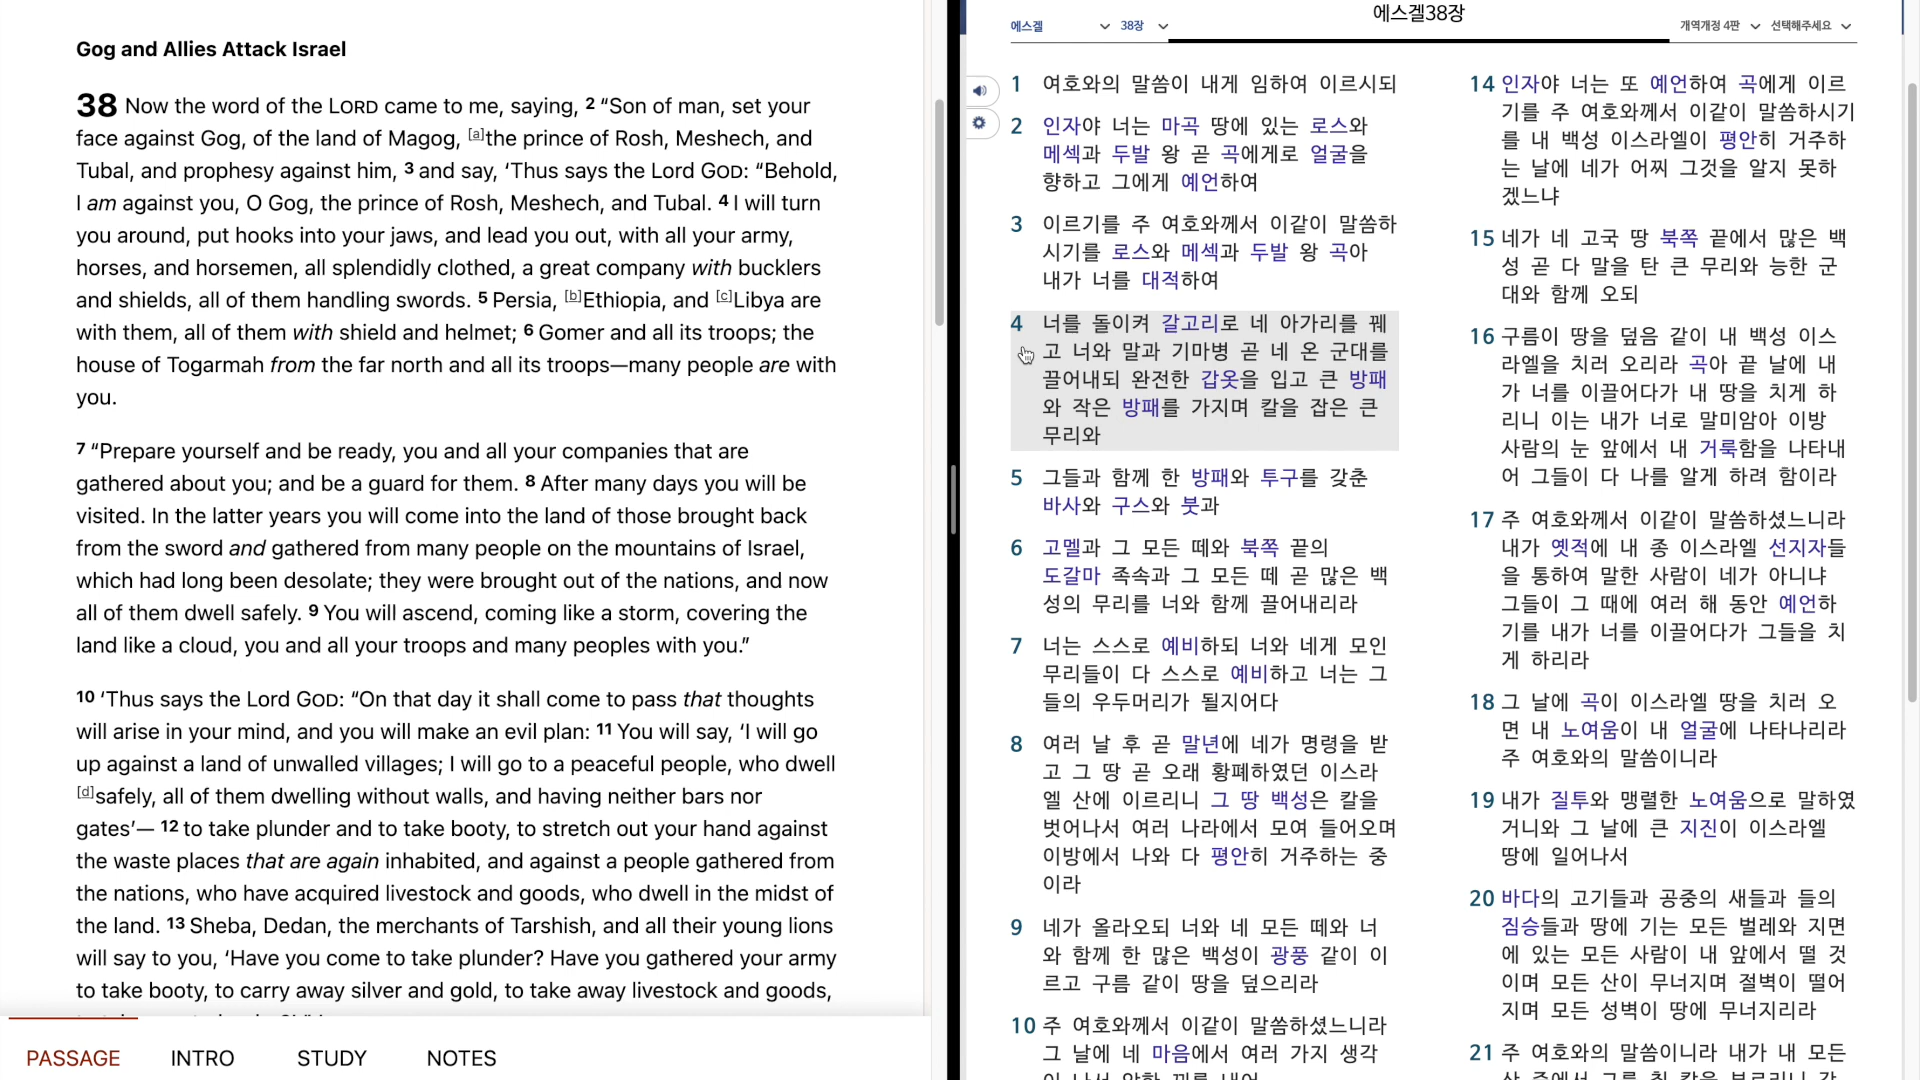 Gog and Allies Attack Israel
38 Now the word of the LORD came to me, saying, 2 “Son of man, set your
face against Gog, of the land of Magog, [a]the prince of Rosh, Meshech, and
Tubal, and prophesy against him, 3 and say, ‘Thus says the Lord GOD: “Behold,
I am against you, O Gog, the prince of Rosh, Meshech, and Tubal. 4 I will turn
you around, put hooks into your jaws, and lead you out, with all your army,
horses, and horsemen, all splendidly clothed, a great company with bucklers
and shields, all of them handling swords. 5 Persia, [b]Ethiopia, and [c]Libya are
with them, all of them with shield and helmet; 6 Gomer and all its troops; the
house of Togarmah from the far north and all its troops—many people are with
you.
7 “Prepare yourself and be ready, you and all your companies that are
gathered about you; and be a guard for them. 8 After many days you will be
visited. In the latter years you will come into the land of those brought back
from the sword and gathered from many people on the mountains of Israel,
which had long been desolate; they were brought out of the nations, and now
all of them dwell safely. 9 You will ascend, coming like a storm, covering the
land like a cloud, you and all your troops and many peoples with you.”
10 ‘Thus says the Lord GOD: “On that day it shall come to pass that thoughts
will arise in your mind, and you will make an evil plan: 11 You will say, ‘I will go
up against a land of unwalled villages; I will go to a peaceful people, who dwell
[d]safely, all of them dwelling without walls, and having neither bars nor
gates’— 12 to take plunder and to take booty, to stretch out your hand against
the waste places that are again inhabited, and against a people gathered from
the nations, who have acquired livestock and goods, who dwell in the midst of
the land. 13 Sheba, Dedan, the merchants of Tarshish, and all their young lions
will say to you, ‘Have you come to take plunder? Have you gathered your army
to take booty, to carry away silver and gold, to take away livestock and goods,
PASSAGE INTRO STUDY NOTES
에스겔38장
에스겔 38장 개역개정 4판 선택해주세요
1 여호와의 말씀이 내게 임하여 이르시되
2 인자야 너는 마곡 땅에 있는 로스와
메섹과 두발 왕 곧 곡에게로 얼굴을
향하고 그에게 예언하여
3 이르기를 주 여호와께서 이같이 말씀하
시기를 로스와 메섹과 두발 왕 곡아
내가 너를 대적하여
4 너를 돌이켜 갈고리로 네 아가리를 꿰
고 너와 말과 기마병 곧 네 온 군대를
끌어내되 완전한 갑옷을 입고 큰 방패
와 작은 방패를 가지며 칼을 잡은 큰
무리와
5 그들과 함께 한 방패와 투구를 갖춘
바사와 구스와 붓과
6 고멜과 그 모든 떼와 북쪽 끝의
도갈마 족속과 그 모든 떼 곧 많은 백
성의 무리를 너와 함께 끌어내리라
7 너는 스스로 예비하되 너와 네게 모인
무리들이 다 스스로 예비하고 너는 그
들의 우두머리가 될지어다
8 여러 날 후 곧 말년에 네가 명령을 받
고 그 땅 곧 오래 황폐하였던 이스라
엘 산에 이르리니 그 땅 백성은 칼을
벗어나서 여러 나라에서 모여 들어오며
이방에서 나와 다 평안히 거주하는 중
이라
9 네가 올라오되 너와 네 모든 떼와 너
와 함께 한 많은 백성이 광풍 같이 이
르고 구름 같이 땅을 덮으리라
10 주 여호와께서 이같이 말씀하셨느니라
그 날에 네 마음에서 여러 가지 생각
14 인자야 너는 또 예언하여 곡에게 이르
기를 주 여호와께서 이같이 말씀하시기
를 내 백성 이스라엘이 평안히 거주하
는 날에 네가 어찌 그것을 알지 못하
겠느냐
15 네가 네 고국 땅 북쪽 끝에서 많은 백
성 곧 다 말을 탄 큰 무리와 능한 군
대와 함께 오되
16 구름이 땅을 덮음 같이 내 백성 이스
라엘을 치러 오리라 곡아 끝 날에 내
가 너를 이끌어다가 내 땅을 치게 하
리니 이는 내가 너로 말미암아 이방
사람의 눈 앞에서 내 거룩함을 나타내
어 그들이 다 나를 알게 하려 함이라
17 주 여호와께서 이같이 말씀하셨느니라
내가 옛적에 내 종 이스라엘 선지자들
을 통하여 말한 사람이 네가 아니냐
그들이 그 때에 여러 해 동안 예언하
기를 내가 너를 이끌어다가 그들을 치
게 하리라
18 그 날에 곡이 이스라엘 땅을 치러 오
면 내 노여움이 내 얼굴에 나타나리라
주 여호와의 말씀이니라
19 내가 질투와 맹렬한 노여움으로 말하였
거니와 그 날에 큰 지진이 이스라엘
땅에 일어나서
20 바다의 고기들과 공중의 새들과 들의
짐승들과 땅에 기는 모든 벌레와 지면
에 있는 모든 사람이 내 앞에서 떨 것
이며 모든 산이 무너지며 절벽이 떨어
지며 모든 성벽이 땅에 무너지리라
21 주 여호와의 말씀이니라 내가 내 모든